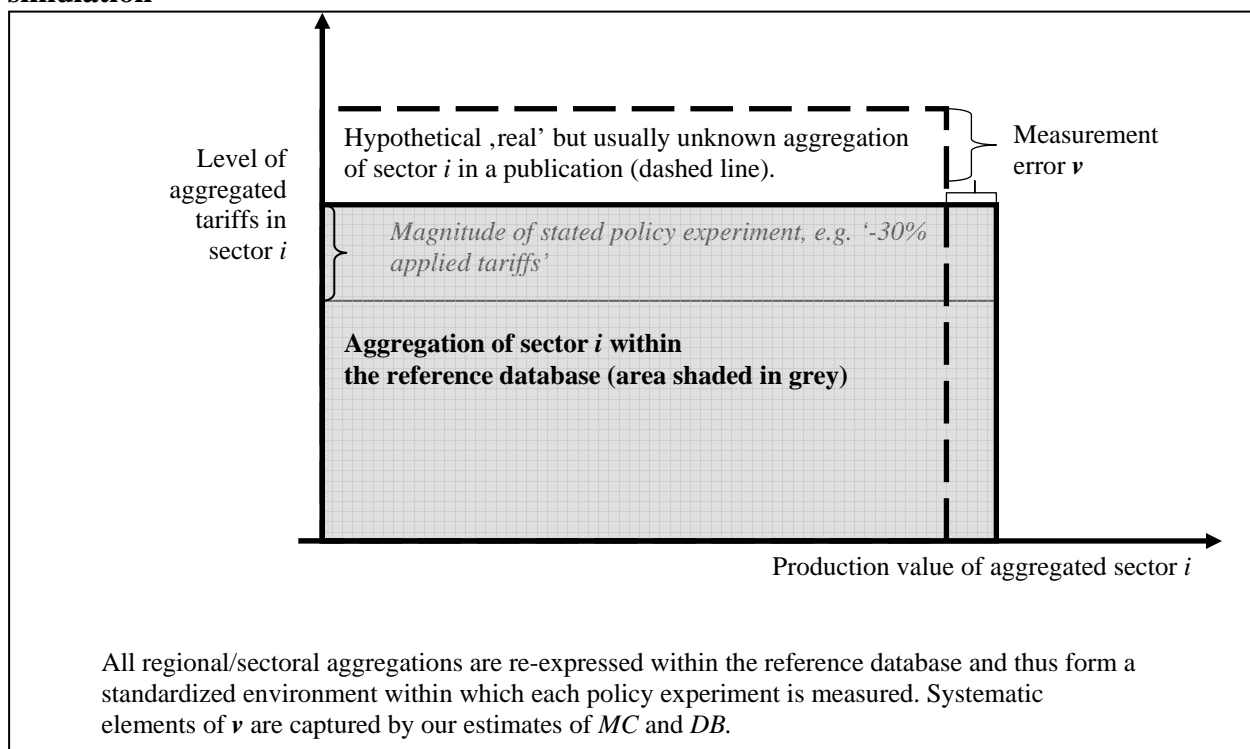 simulation
Level of
aggregated
tariffs in
sector i
Hypothetical ‚real’ but usually unknown aggregation
of sector i in a publication (dashed line).
Measurement
error v
Magnitude of stated policy experiment, e.g. ‘-30%
applied tariffs’
Aggregation of sector i within
the reference database (area shaded in grey)
Production value of aggregated sector i
All regional/sectoral aggregations are re-expressed within the reference database and thus form a
standardized environment within which each policy experiment is measured. Systematic
elements of v are captured by our estimates of MC and DB.